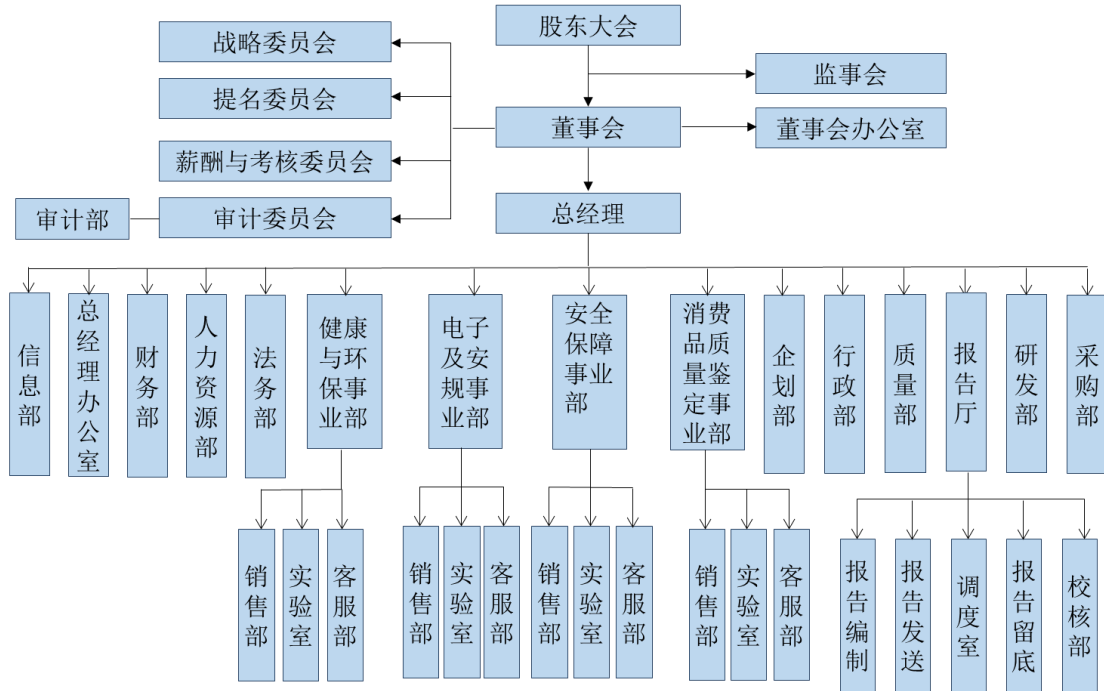 股东大会
战略委员会
监事会
提名委员会
董事会
董事会办公室
薪酬与考核委员会
审计部
审计委员会
总经理
信息部
总经理办公室
财务部
人力资源部
法务部
健康
与环
保事
业部
电子
及安
规事
业部
安全
保障
事业
部
消费
品质
量鉴
定事
业部
企划部
行政部
质量部
报告厅
研发部
采购部
销售部
实验室
客服部
销售部
实验室
客服部
销售部
实验室
客服部
销售部
实验室
客服部
报告编制
报告发送
调度室
报告留底
校核部